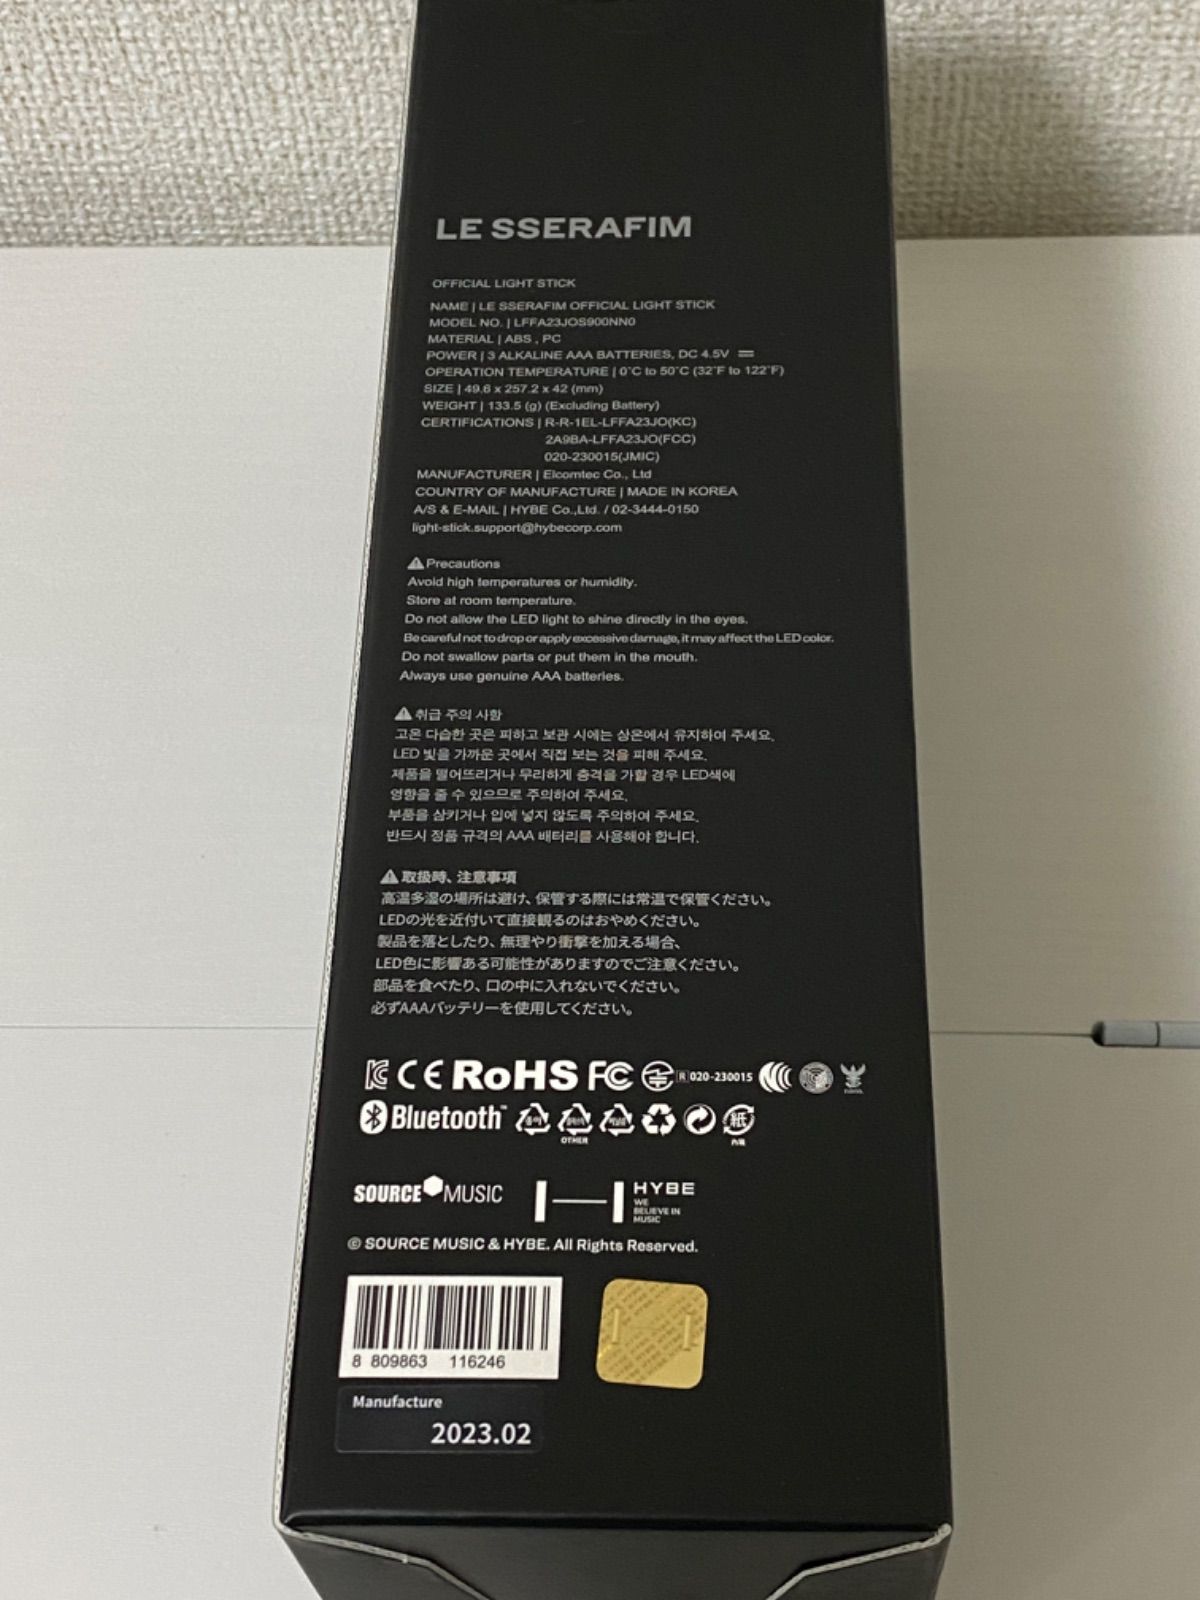 LE SSERAFIM
OFFICIAL LIGHT STICK
NAME | LE SSERAFIM OFFICIAL LIGHT STICK
MODEL NO. | LFFA23JOS900NN0
MATERIAL | ABS , PC
POWER | 3 ALKALINE AAA BATTERIES, DC 4.5V
OPERATION TEMPERATURE | 0˚C to 50˚C (32˚F to 122˚F)
SIZE | 49.6 x 257.2 x 42 (mm)
WEIGHT | 133.5 (g) (Excluding Battery)
CERTIFICATIONS | R-R-1EL-LFFA23JO(KC)
2A9BA-LFFA23JO(FCC)
020-230015(JMIC)
MANUFACTURER | Elcomtec Co., Ltd
COUNTRY OF MANUFACTURE | MADE IN KOREA
A/S & E-MAIL | HYBE Co.,Ltd. / 02-3444-0150
light-stick.support@hybecorp.com
Precautions
Avoid high temperatures or humidity.
Store at room temperature.
Do not allow the LED light to shine directly in the eyes.
Be careful not to drop or apply excessive damage, it may affect the LED color.
Do not swallow parts or put them in the mouth.
Always use genuine AAA batteries.
취급 주의 사항
고온 다습한 곳은 피하고 보관 시에는 상온에서 유지하여 주세요.
LED 빛을 가까운 곳에서 직접 보는 것을 피해 주세요.
제품을 떨어뜨리거나 무리하게 충격을 가할 경우 LED색에
영향을 줄 수 있으므로 주의하여 주세요.
부품을 삼키거나 입에 넣지 않도록 주의하여 주세요.
반드시 정품 규격의 AAA 배터리를 사용해야 합니다.
取扱時、注意事項
高温多湿の場所は避け、保管する際には常温で保管ください。
LEDの光を近付いて直接観るのはおやめください。
製品を落としたり、無理やり衝撃を加える場合、
LED色に影響ある可能性がありますのでご注意ください。
部品を食べたり、口の中に入れないでください。
必ずAAAバッテリーを使用してください。
CE RoHS FC R 020-230015
Bluetooth™ 종이 OTHER 紙
SOURCE MUSIC HYBE
WE
BELIEVE IN
MUSIC
© SOURCE MUSIC & HYBE. All Rights Reserved.
8 809863 116246
Manufacture
2023.02